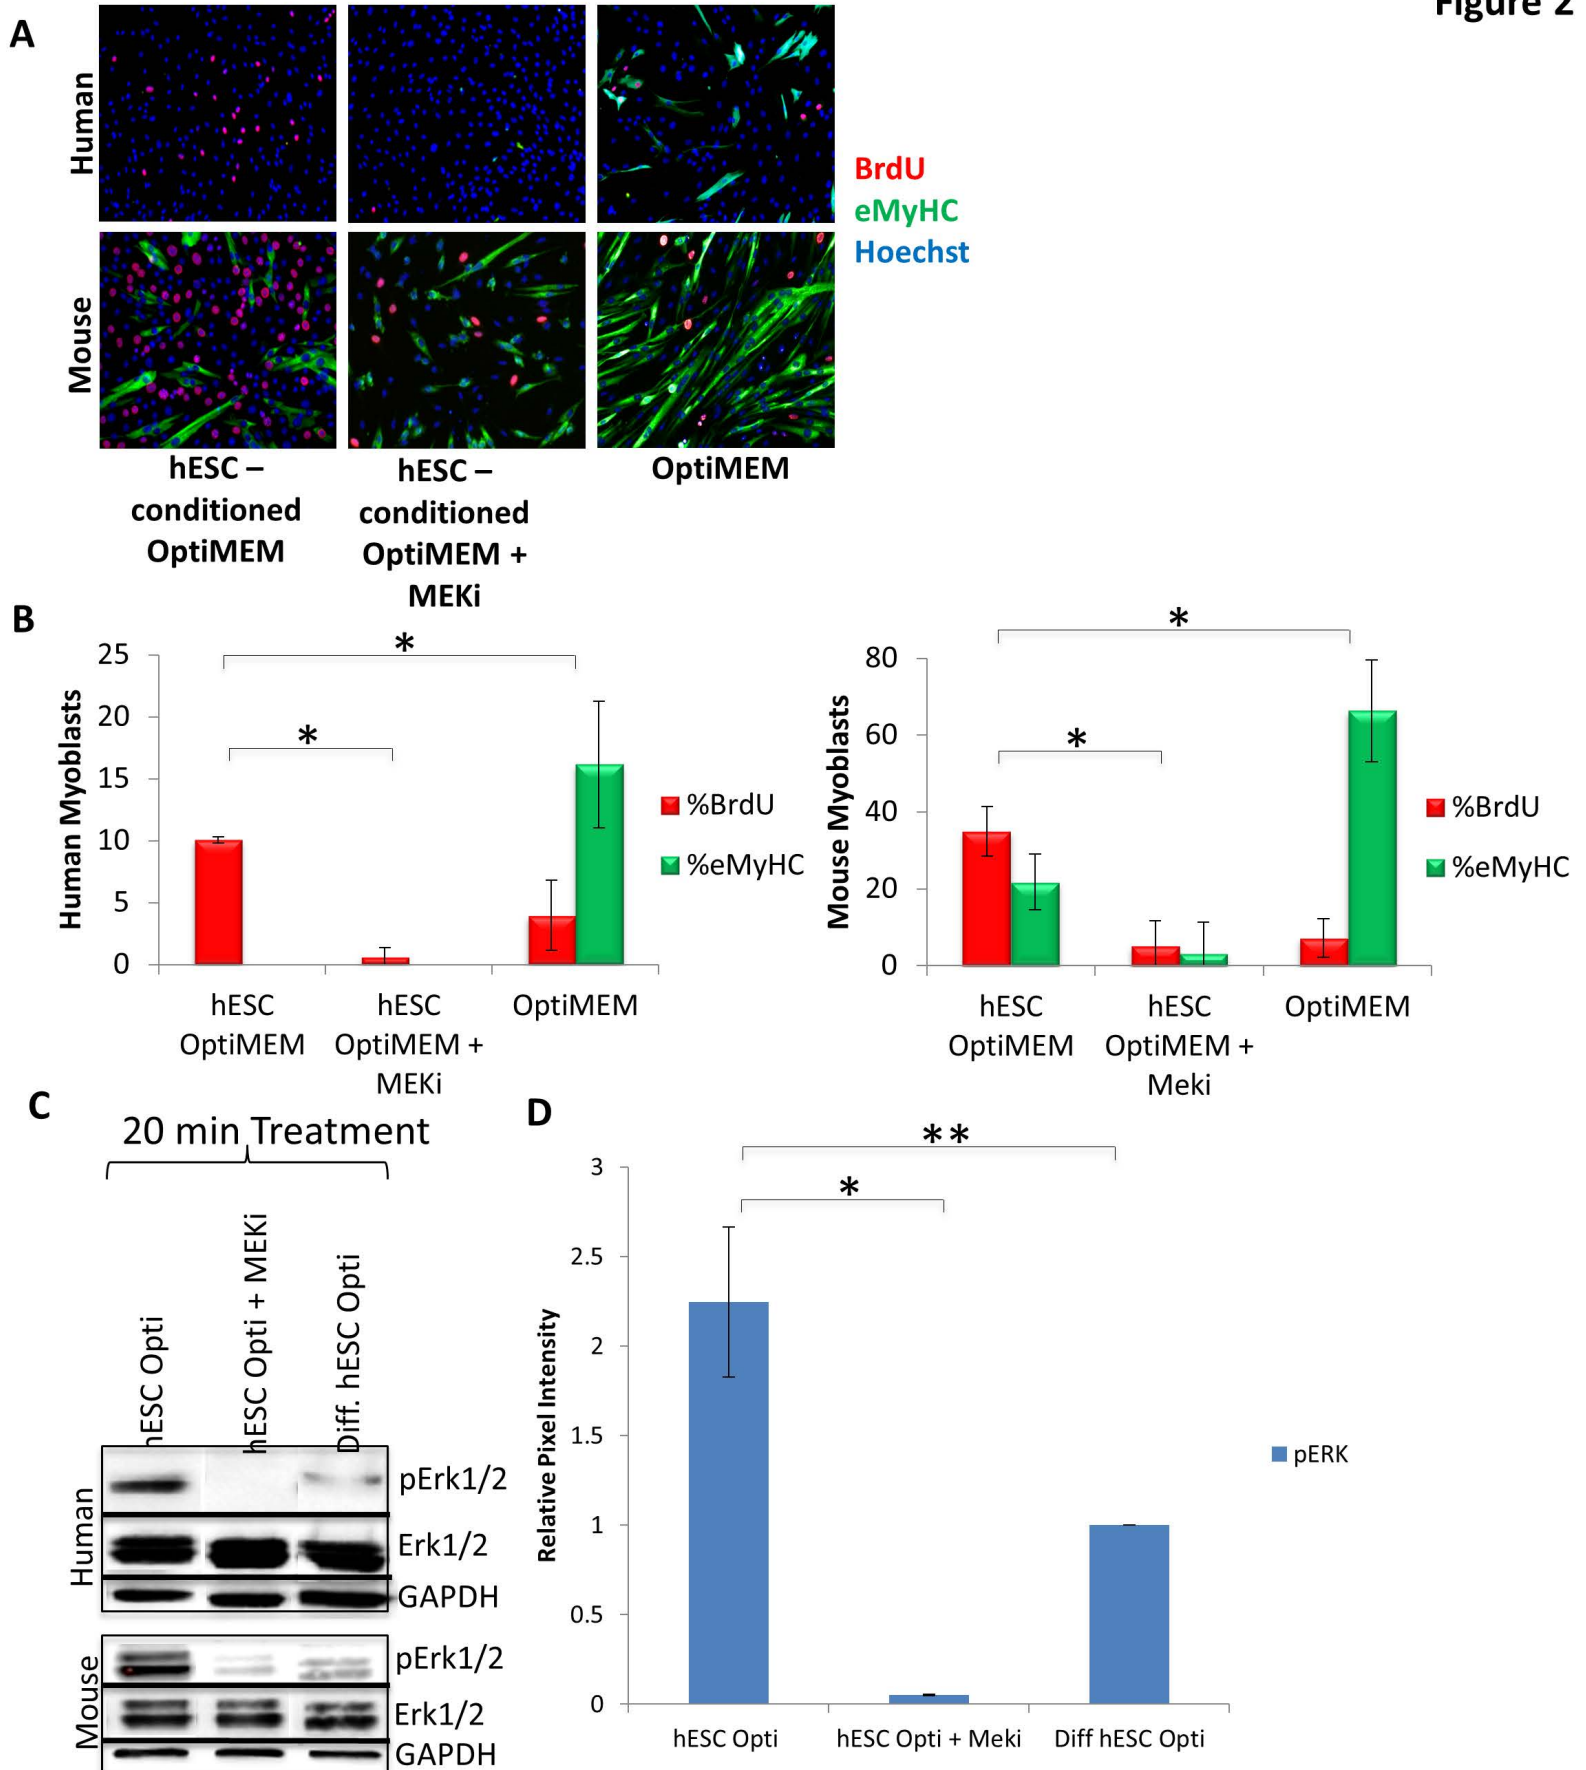 Figure 2
A
Human
Mouse
BrdU
eMyHC
Hoechst
hESC –
conditioned
OptiMEM
hESC –
conditioned
OptiMEM +
MEKi
OptiMEM
B
Human Myoblasts
25
20
15
10
5
0
*
*
hESC
OptiMEM
hESC
OptiMEM +
MEKi
OptiMEM
%BrdU
%eMyHC
Mouse Myoblasts
80
60
40
20
0
*
*
hESC
OptiMEM
hESC
OptiMEM +
Meki
OptiMEM
%BrdU
%eMyHC
C
20 min Treatment
hESC Opti
hESC Opti + MEKi
Diff. hESC Opti
Human
pErk1/2
Erk1/2
GAPDH
Mouse
pErk1/2
Erk1/2
GAPDH
D
Relative Pixel Intensity
3
2.5
2
1.5
1
0.5
0
**
*
hESC Opti
hESC Opti + Meki
Diff hESC Opti
pERK